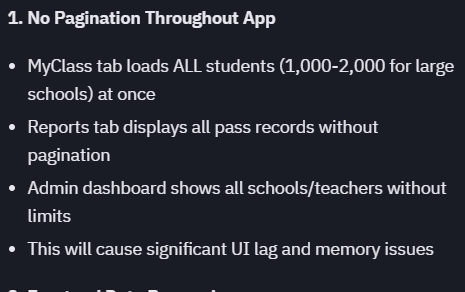 1. No Pagination Throughout App
• MyClass tab loads ALL students (1,000-2,000 for large
schools) at once
• Reports tab displays all pass records without
pagination
• Admin dashboard shows all schools/teachers without
limits
• This will cause significant UI lag and memory issues